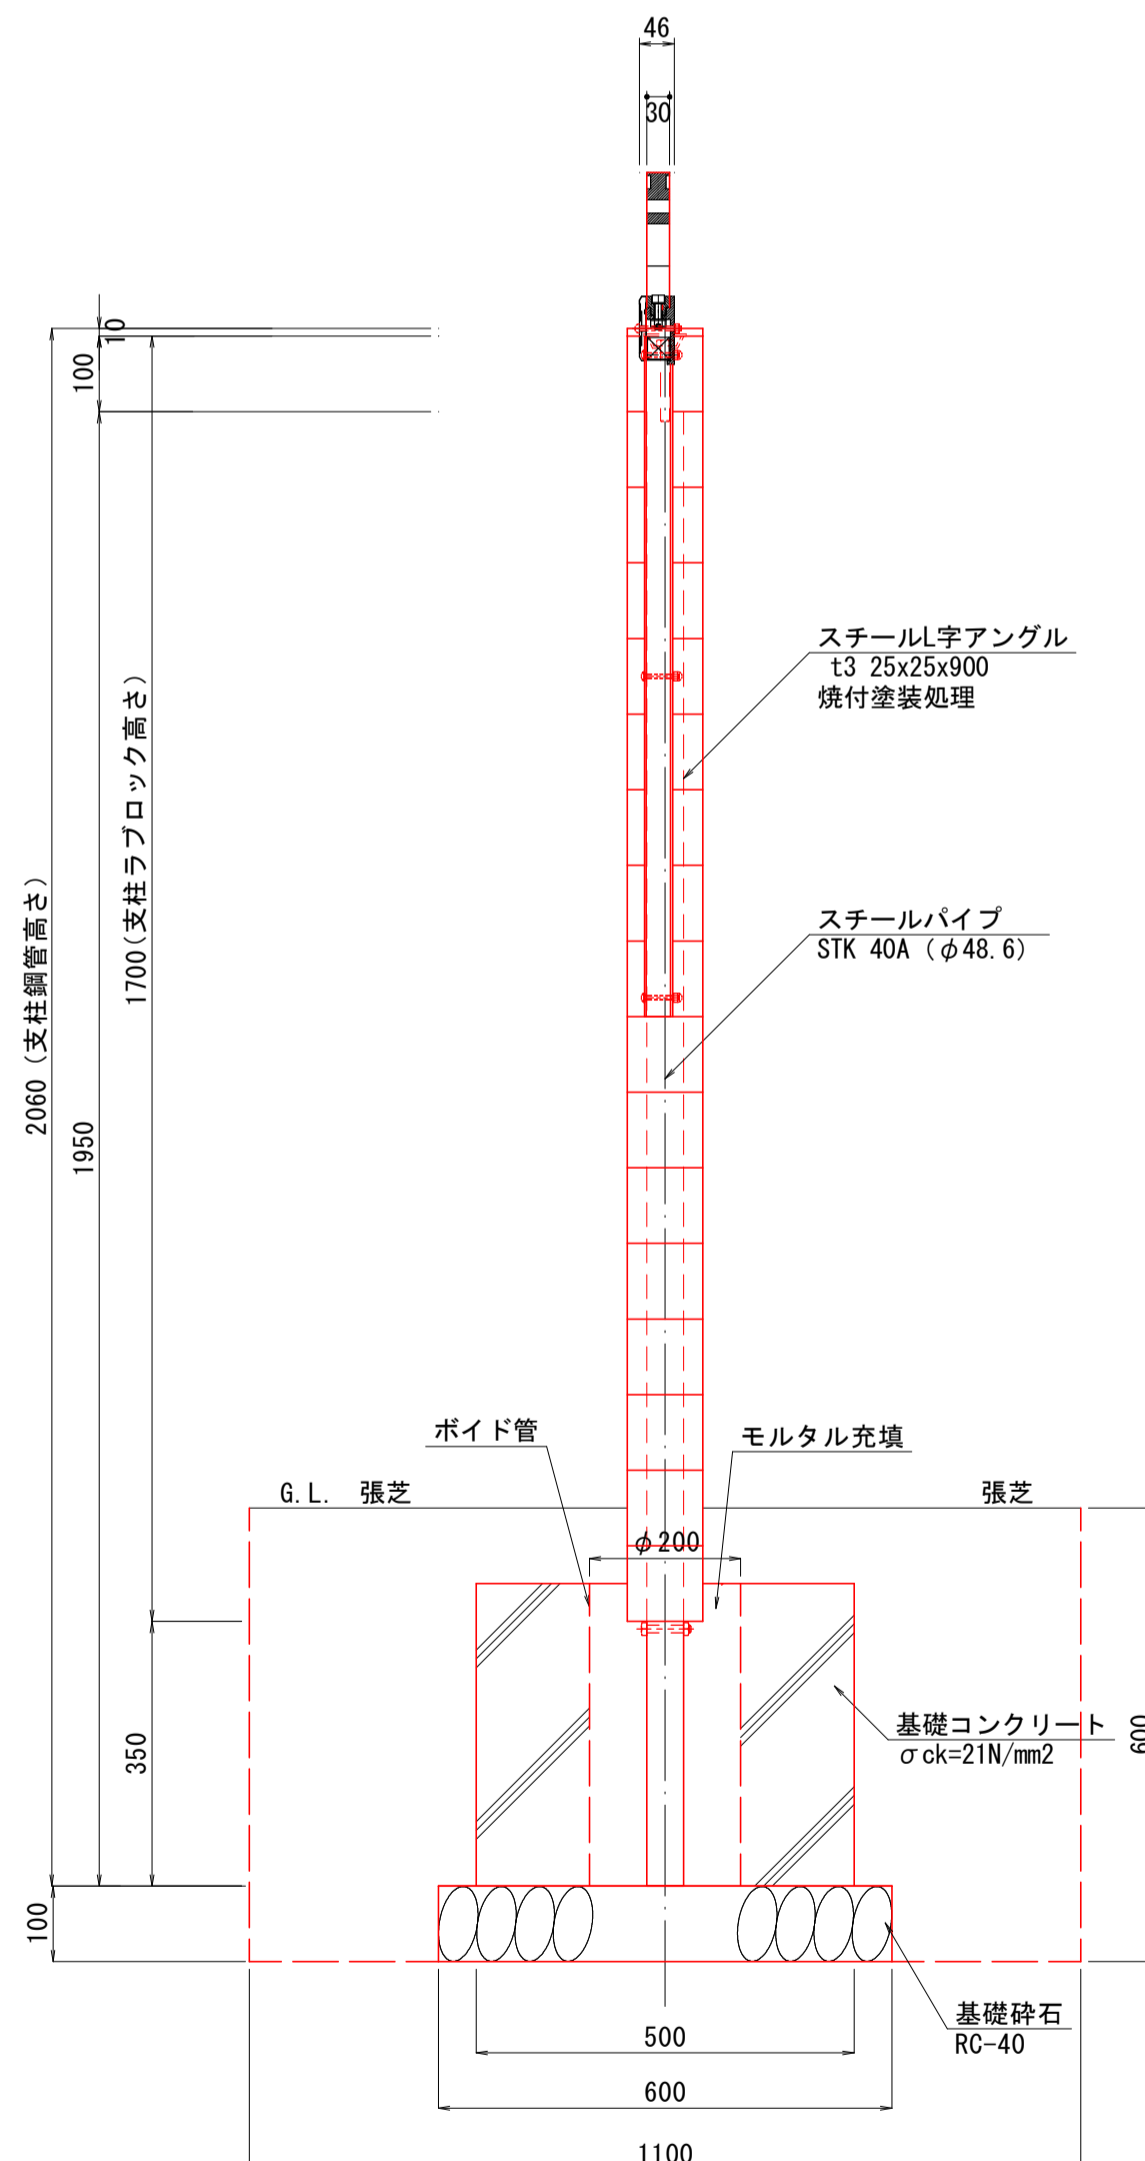 46
30
10
100
スチールL字アングル
t3 25x25x900
焼付塗装処理
1700(支柱ラブロック高さ)
2060 (支柱鋼管高さ)
スチールパイプ
STK 40A (φ48.6)
1950
ボイド管
モルタル充填
G.L. 張芝
張芝
φ200
基礎コンクリート
σck=21N/mm2
600
350
100
基礎砕石
RC-40
500
600
1100